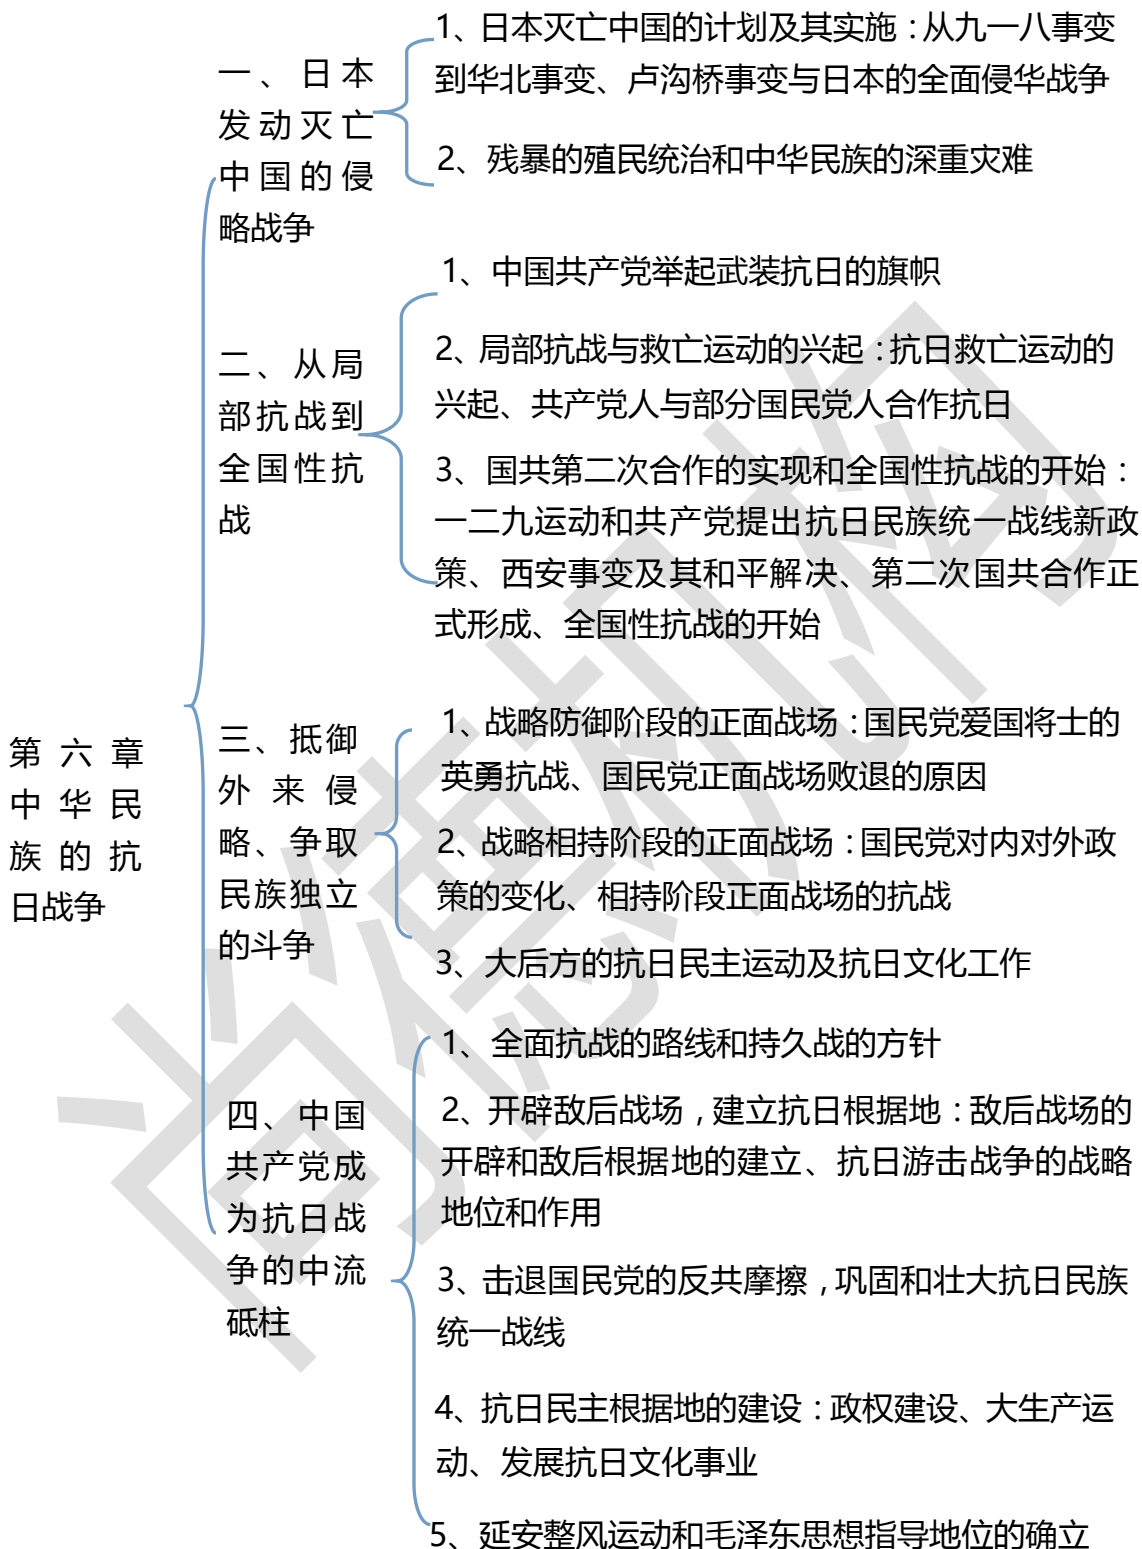 第六章
中华民
族的抗
日战争
一、日本
发动灭亡
中国的侵
略战争
1、日本灭亡中国的计划及其实施：从九一八事变
到华北事变、卢沟桥事变与日本的全面侵华战争
2、残暴的殖民统治和中华民族的深重灾难
二、从局
部抗战到
全国性抗
战
1、中国共产党举起武装抗日的旗帜
2、局部抗战与救亡运动的兴起：抗日救亡运动的
兴起、共产党人与部分国民党人合作抗日
3、国共第二次合作的实现和全国性抗战的开始：
一二九运动和共产党提出抗日民族统一战线新政
策、西安事变及其和平解决、第二次国共合作正
式形成、全国性抗战的开始
三、抵御
外来侵
略、争取
民族独立
的斗争
1、战略防御阶段的正面战场：国民党爱国将士的
英勇抗战、国民党正面战场败退的原因
2、战略相持阶段的正面战场：国民党对内对外政
策的变化、相持阶段正面战场的抗战
3、大后方的抗日民主运动及抗日文化工作
四、中国
共产党成
为抗日战
争的中流
砥柱
1、全面抗战的路线和持久战的方针
2、开辟敌后战场，建立抗日根据地：敌后战场的
开辟和敌后根据地的建立、抗日游击战争的战略
地位和作用
3、击退国民党的反共摩擦，巩固和壮大抗日民族
统一战线
4、抗日民主根据地的建设：政权建设、大生产运
动、发展抗日文化事业
5、延安整风运动和毛泽东思想指导地位的确立
尚德机构